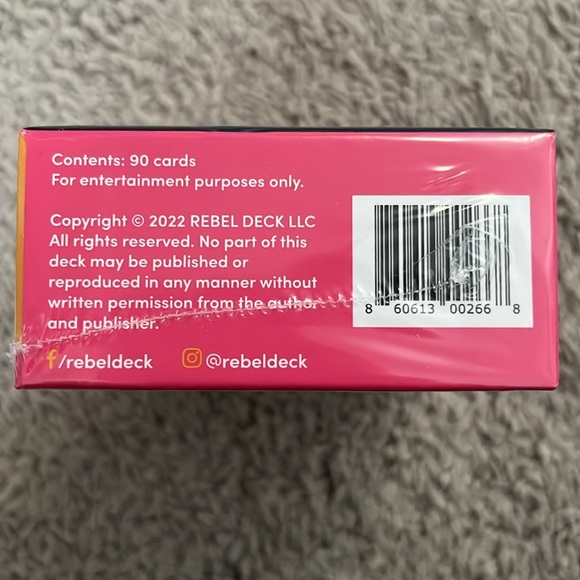 Contents: 90 cards
For entertainment purposes only.
Copyright © 2022 REBEL DECK LLC
All rights reserved. No part of this
deck may be published or
reproduced in any manner without
written permission from the author
and publisher.
f/rebeldeck @rebeldeck
8 60613 00266 8